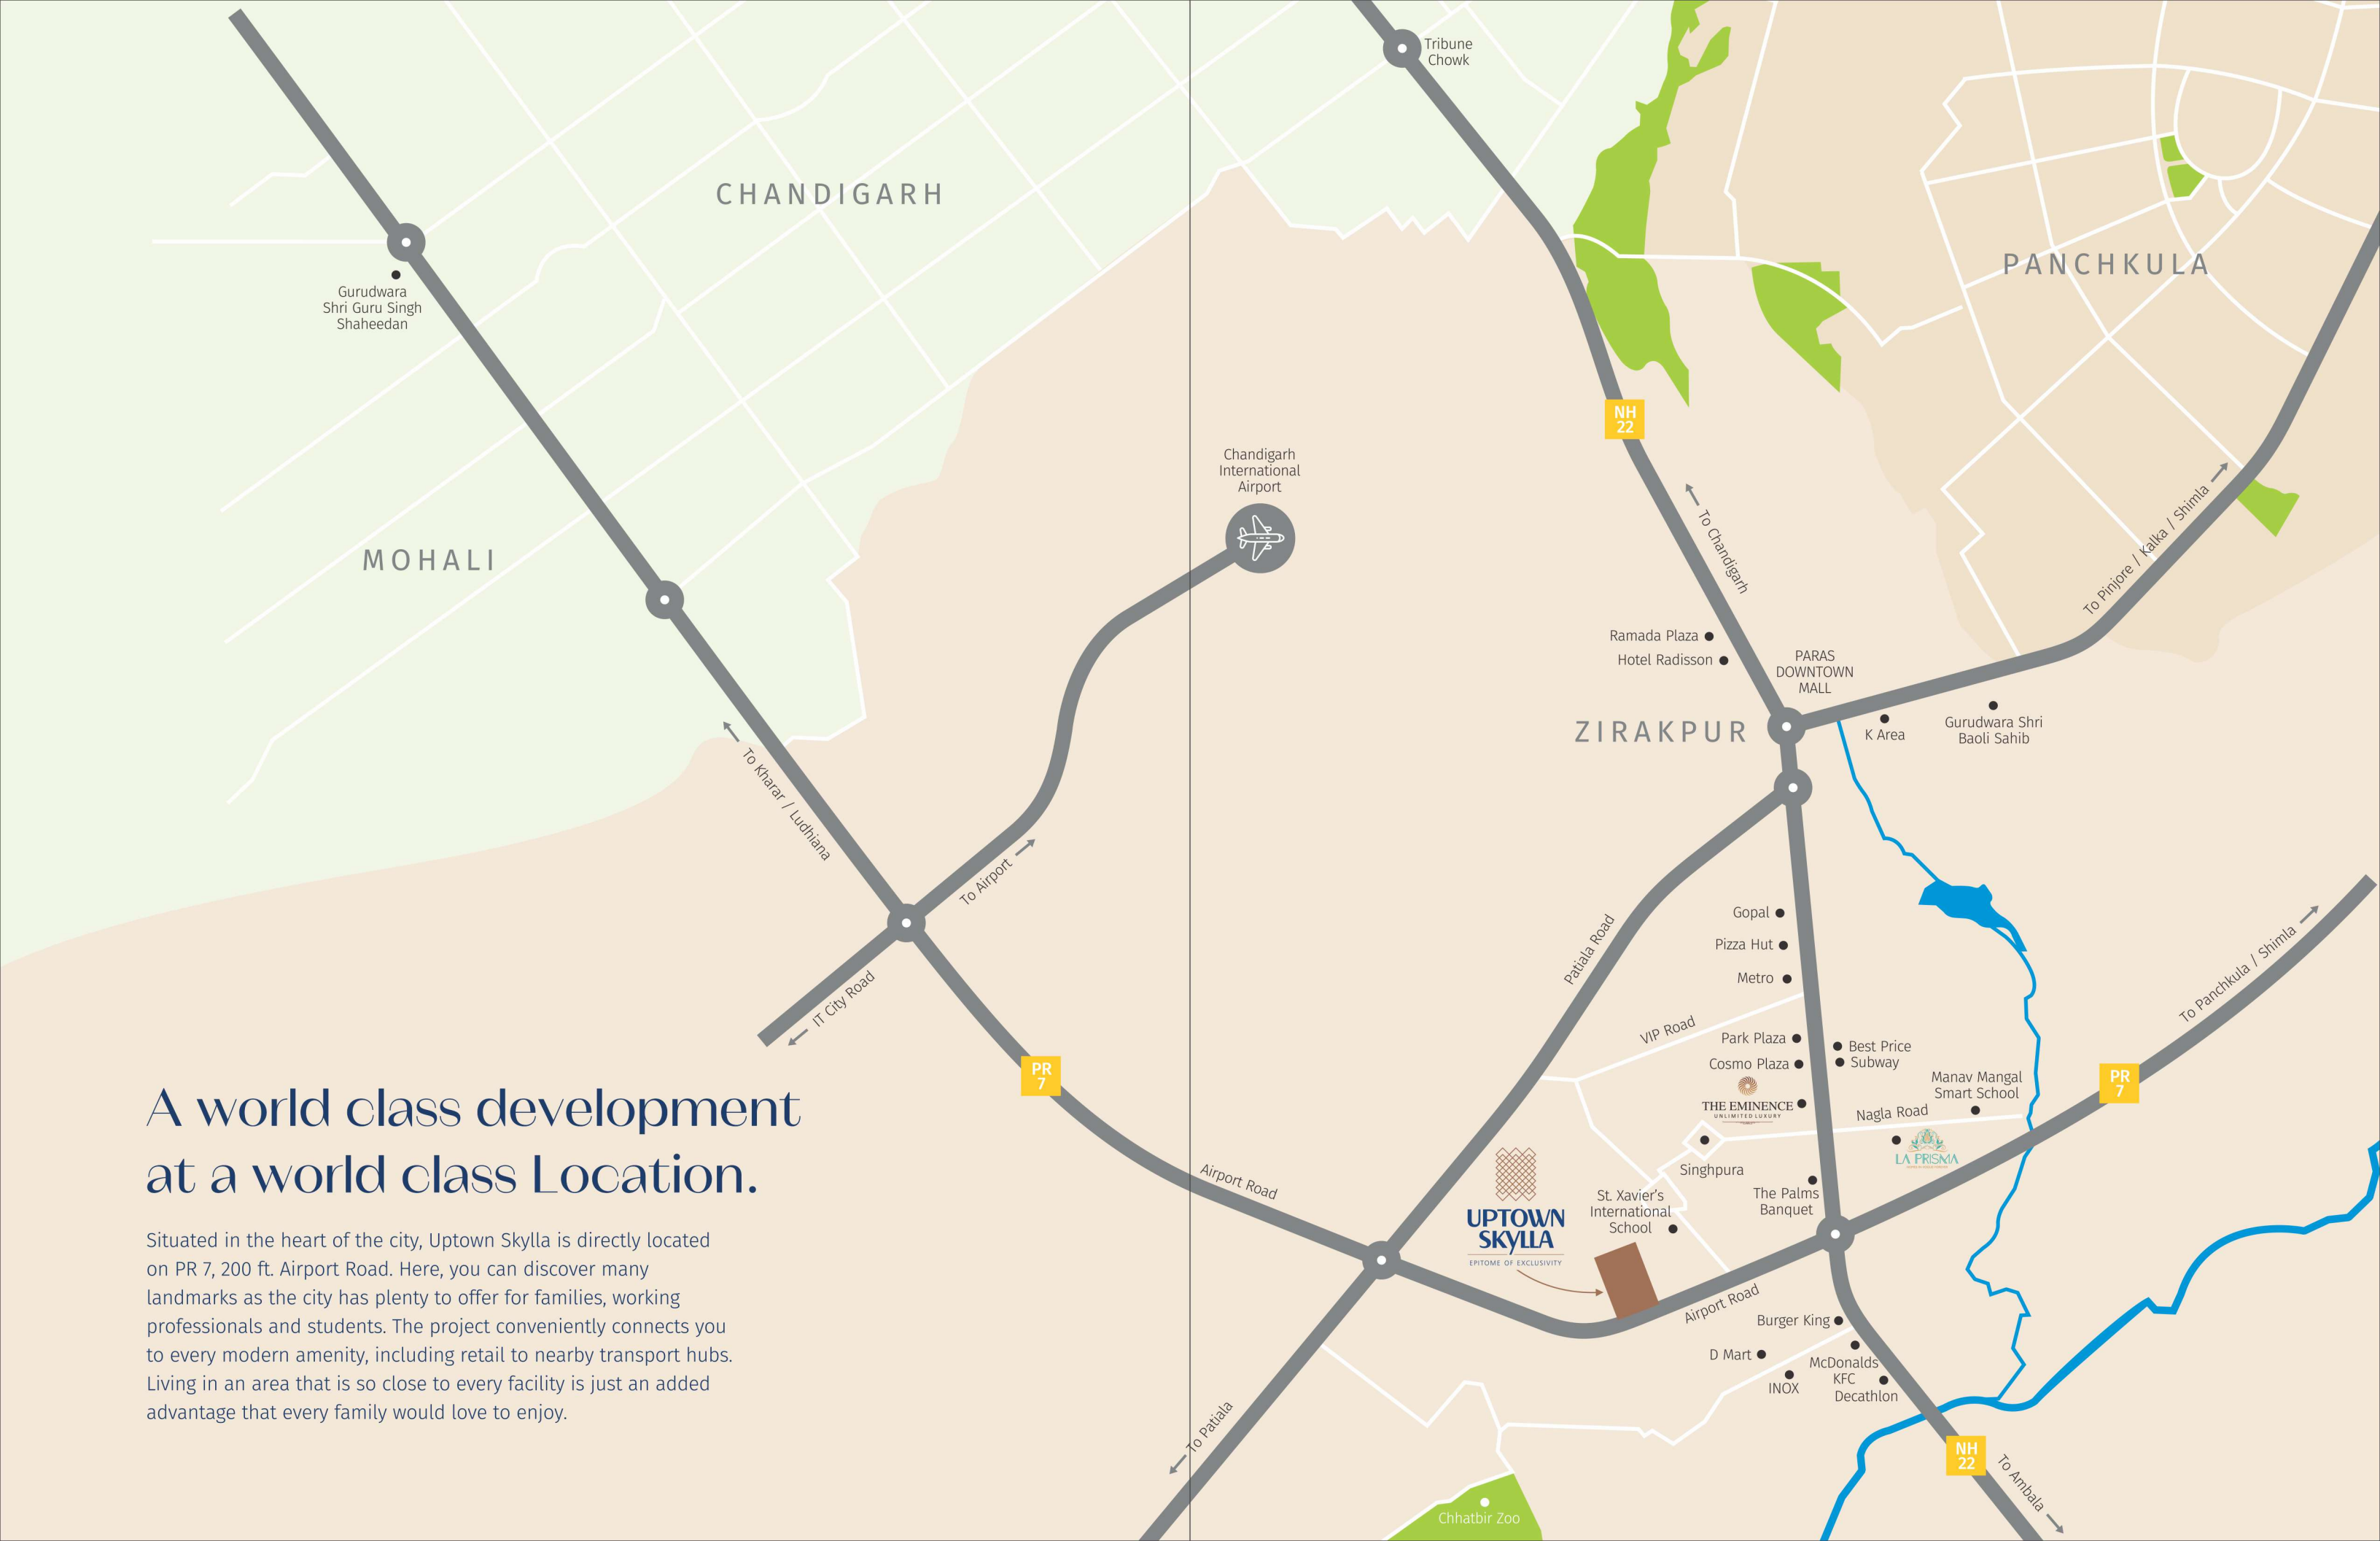 Tribune
Chowk
CHANDIGARH
PANCHKULA
Gurudwara
Shri Guru Singh
Shaheedan
NH
22
Chandigarh
International
Airport
To Chandigarh
To Pinjore / Kalka / Shimla
MOHALI
Ramada Plaza
Hotel Radisson
PARAS
DOWNTOWN
MALL
ZIRAKPUR
K Area
Gurudwara Shri
Baoli Sahib
To Kharar / Ludhiana
To Airport
IT City Road
Patiala Road
Gopal
Pizza Hut
Metro
To Panchkula / Shimla
VIP Road
Park Plaza
Best Price
Cosmo Plaza
Subway
PR
7
PR
7
Manav Mangal
Smart School
THE EMINENCE
UNLIMITED LUXURY
Nagla Road
LA PRISMA
Singhpura
A world class development
at a world class Location.
Airport Road
UPTOWN
SKYLLA
EPITOME OF EXCLUSIVITY
St. Xavier's
International
School
The Palms
Banquet
Situated in the heart of the city, Uptown Skylla is directly located
on PR 7, 200 ft. Airport Road. Here, you can discover many
landmarks as the city has plenty to offer for families, working
professionals and students. The project conveniently connects you
to every modern amenity, including retail to nearby transport hubs.
Living in an area that is so close to every facility is just an added
advantage that every family would love to enjoy.
Airport Road
Burger King
D Mart
McDonalds
KFC
INOX
Decathlon
To Patiala
NH
22
To Ambala
Chhatbir Zoo